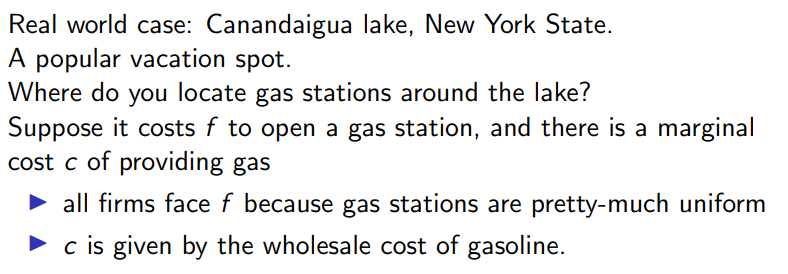 Real world case: Canandaigua lake, New York State.
A popular vacation spot.
Where do you locate gas stations around the lake?
Suppose it costs f to open a gas station, and there is a marginal
cost c of providing gas
▶ all firms face f because gas stations are pretty-much uniform
▶ c is given by the wholesale cost of gasoline.